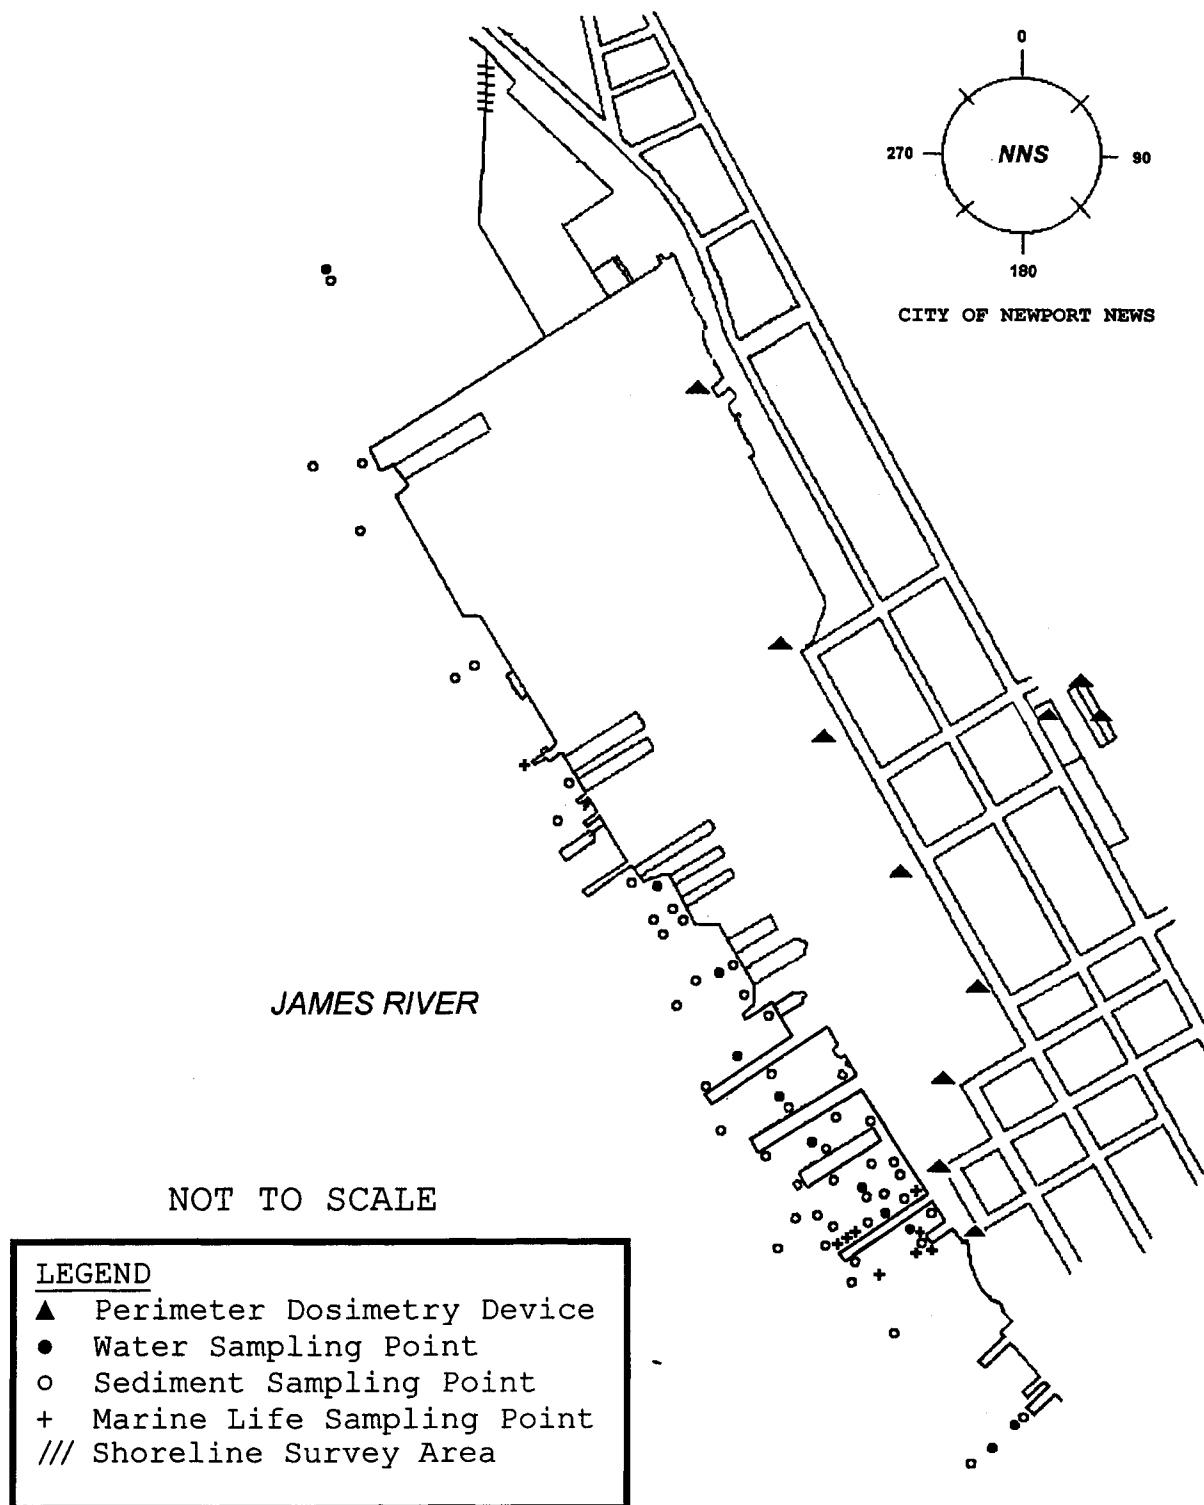 0
270
NNS
90
180
CITY OF NEWPORT NEWS
JAMES RIVER
NOT TO SCALE
LEGEND
▲ Perimeter Dosimetry Device
● Water Sampling Point
○ Sediment Sampling Point
+ Marine Life Sampling Point
/// Shoreline Survey Area